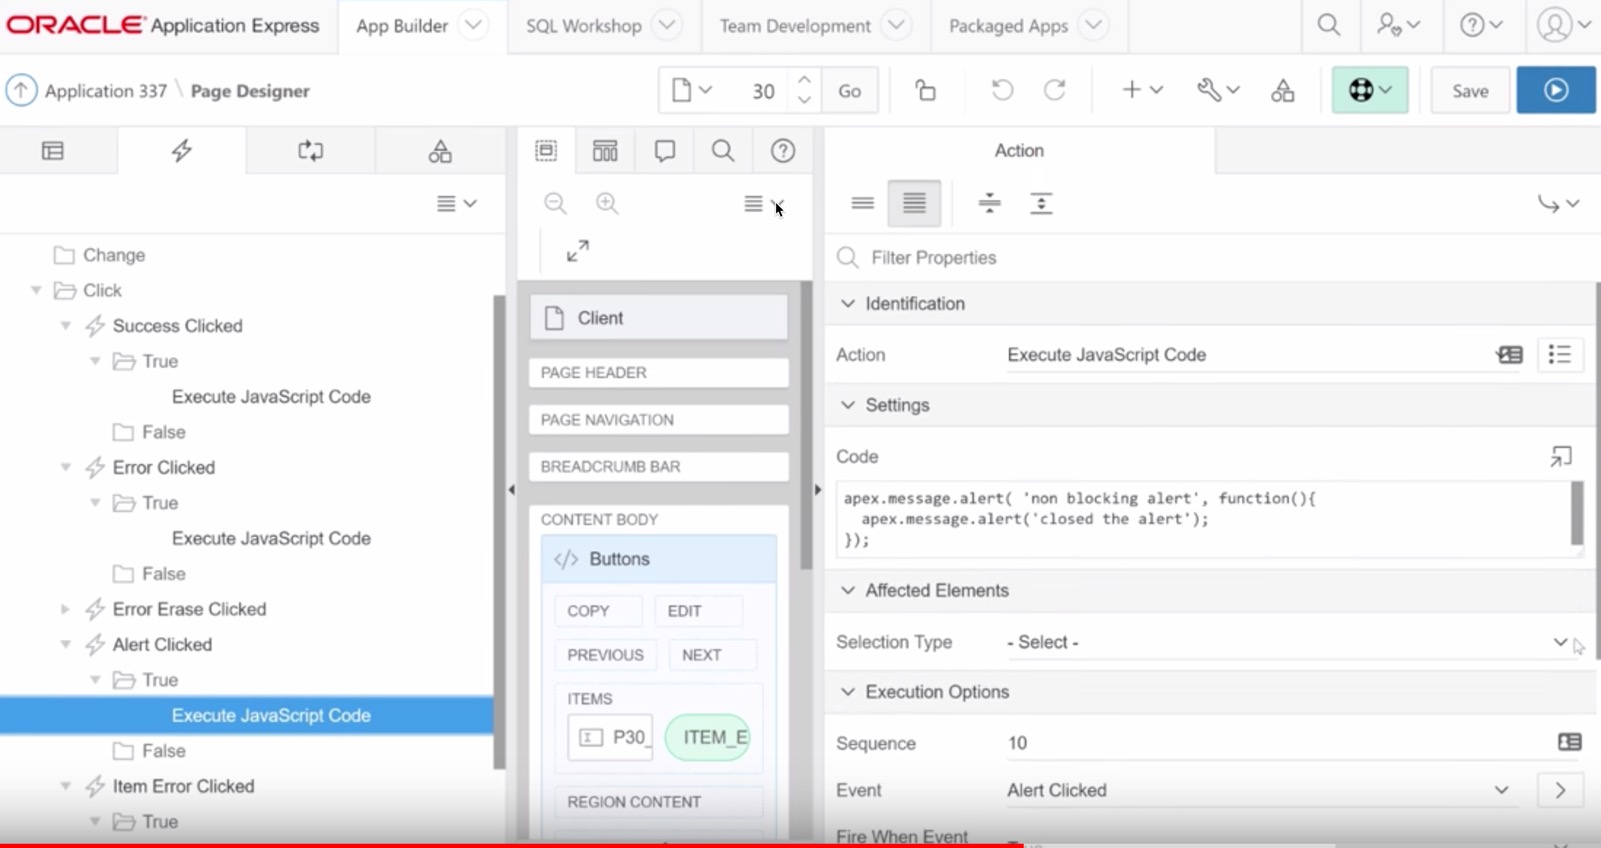 ORACLE Application Express
App Builder
SQL Workshop
Team Development
Packaged Apps
Application 337 \ Page Designer
30
Go
Save
Change
Click
Success Clicked
True
Execute JavaScript Code
False
Error Clicked
True
Execute JavaScript Code
False
Error Erase Clicked
Alert Clicked
True
Execute JavaScript Code
False
Item Error Clicked
True
Client
PAGE HEADER
PAGE NAVIGATION
BREADCRUMB BAR
CONTENT BODY
</> Buttons
COPY
EDIT
PREVIOUS
NEXT
ITEMS
P30_
ITEM_E
REGION CONTENT
Action
Filter Properties
Identification
Action
Execute JavaScript Code
Settings
Code
apex.message.alert( 'non blocking alert', function(){
apex.message.alert('closed the alert');
});
Affected Elements
Selection Type
- Select -
Execution Options
Sequence
10
Event
Alert Clicked
Fire When Event